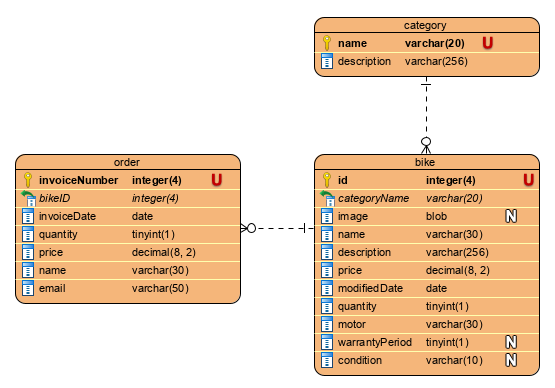 category
name varchar(20) U
description varchar(256)
order
invoiceNumber integer(4) U
bikeID integer(4)
invoiceDate date
quantity tinyint(1)
price decimal(8, 2)
name varchar(30)
email varchar(50)
bike
id integer(4) U
categoryName varchar(20)
image blob N
name varchar(30)
description varchar(256)
price decimal(8, 2)
modifiedDate date
quantity tinyint(1)
motor varchar(30)
warrantyPeriod tinyint(1) N
condition varchar(10) N